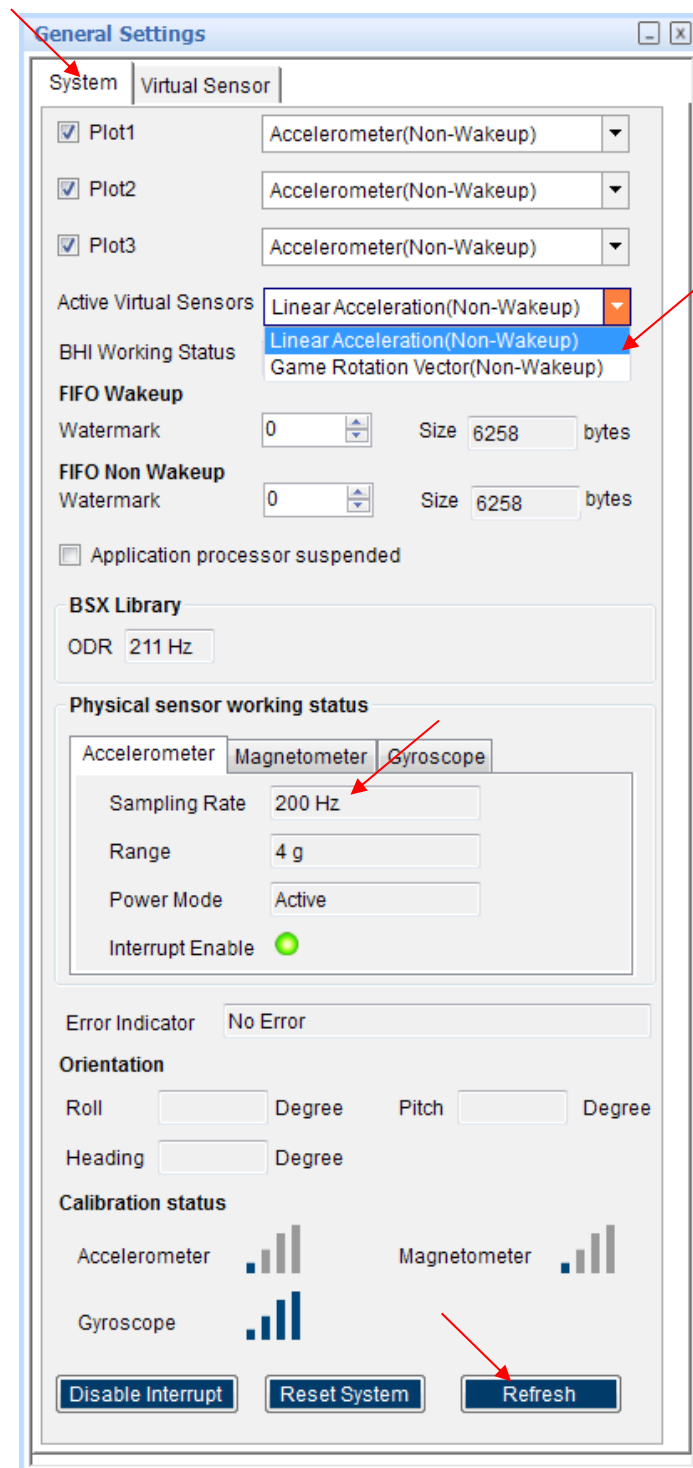 General Settings
System Virtual Sensor
Plot1 Accelerometer(Non-Wakeup)
Plot2 Accelerometer(Non-Wakeup)
Plot3 Accelerometer(Non-Wakeup)
Active Virtual Sensors Linear Acceleration(Non-Wakeup)
Linear Acceleration(Non-Wakeup)
BHI Working Status
Game Rotation Vector(Non-Wakeup)
FIFO Wakeup
Watermark 0 Size 6258 bytes
FIFO Non Wakeup
Watermark 0 Size 6258 bytes
Application processor suspended
BSX Library
ODR 211 Hz
Physical sensor working status
Accelerometer Magnetometer Gyroscope
Sampling Rate 200 Hz
Range 4 g
Power Mode Active
Interrupt Enable
Error Indicator No Error
Orientation
Roll Degree Pitch Degree
Heading Degree
Calibration status
Accelerometer Magnetometer
Gyroscope
Disable Interrupt Reset System Refresh